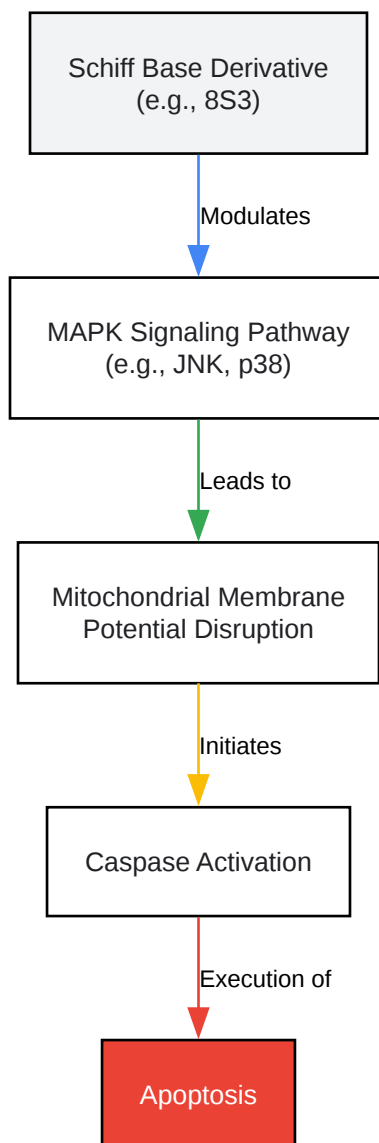 Schiff Base Derivative
(e.g., 8S3)
Modulates
MAPK Signaling Pathway
(e.g., JNK, p38)
Leads to
Mitochondrial Membrane
Potential Disruption
Initiates
Caspase Activation
Execution of
Apoptosis